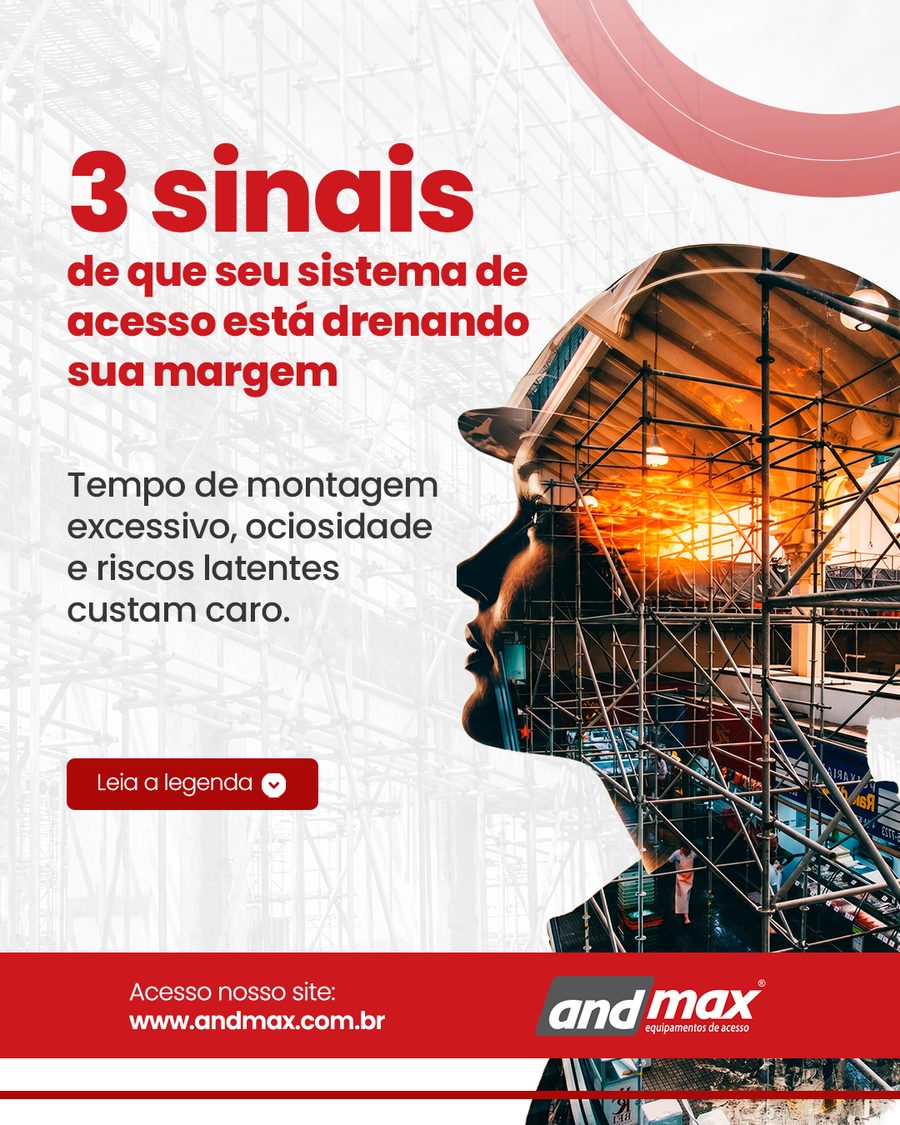 3 sinais
de que seu sistema de
acesso está drenando
sua margem
Tempo de montagem
excessivo, ociosidade
e riscos latentes
custam caro.
Leia a legenda
Acesso nosso site:
www.andmax.com.br
andmax®
equipamentos de acesso